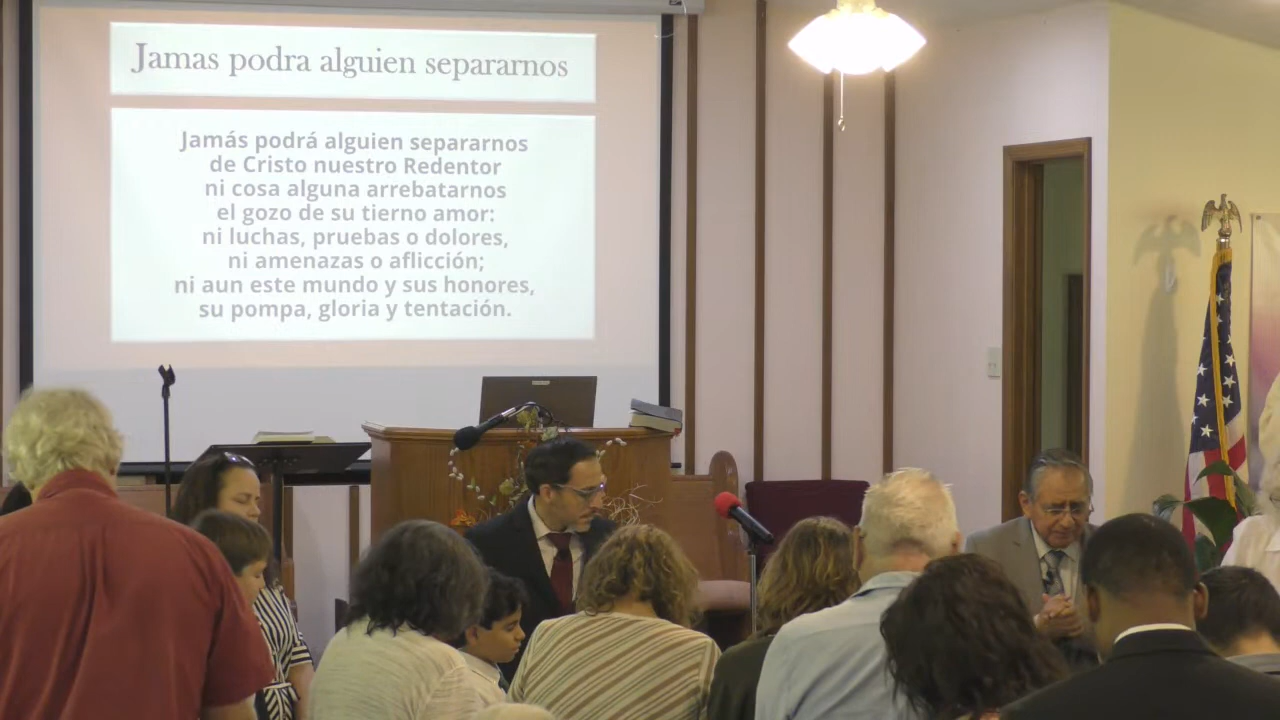 Jamas podra alguien separarnos
Jamás podrá alguien separarnos
de Cristo nuestro Redentor
ni cosa alguna arrebatarnos
el gozo de su tierno amor:
ni luchas, pruebas o dolores,
ni amenazas o aflicción;
ni aun este mundo y sus honores,
su pompa, gloria y tentación.